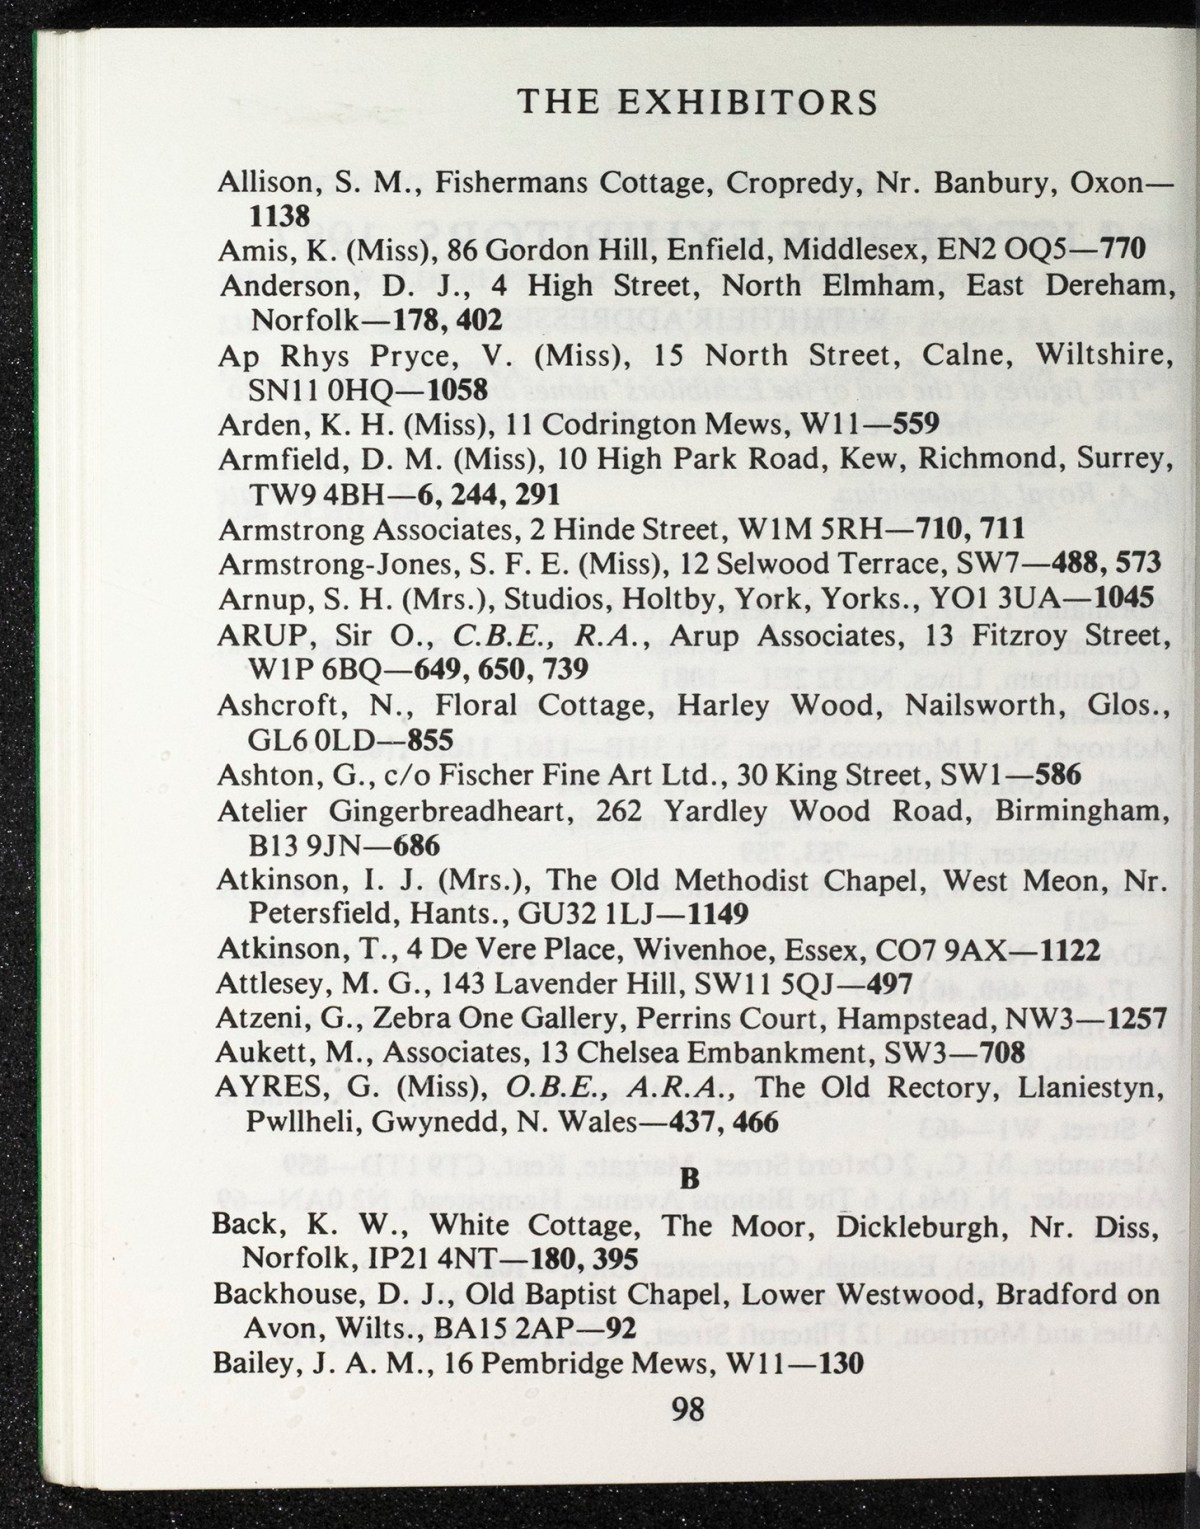 THE EXHIBITORS
Allison, S. M., Fishermans Cottage, Cropredy, Nr. Banbury, Oxon—
1138
Amis, K. (Miss), 86 Gordon Hill, Enfield, Middlesex, EN2 OQ5—770
Anderson, D. J., 4 High Street, North Elmham, East Dereham,
Norfolk—178, 402
Ap Rhys Pryce, V. (Miss), 15 North Street, Calne, Wiltshire,
SN11 0HQ—1058
Arden, K. H. (Miss), 11 Codrington Mews, W11—559
Armfield, D. M. (Miss), 10 High Park Road, Kew, Richmond, Surrey,
TW9 4BH—6, 244, 291
Armstrong Associates, 2 Hinde Street, W1M 5RH—710, 711
Armstrong-Jones, S. F. E. (Miss), 12 Selwood Terrace, SW7—488, 573
Arnup, S. H. (Mrs.), Studios, Holtby, York, Yorks., YO1 3UA—1045
ARUP, Sir O., C.B.E., R.A., Arup Associates, 13 Fitzroy Street,
W1P 6BQ—649, 650, 739
Ashcroft, N., Floral Cottage, Harley Wood, Nailsworth, Glos.,
GL6 0LD—855
Ashton, G., c/o Fischer Fine Art Ltd., 30 King Street, SW1—586
Atelier Gingerbreadheart, 262 Yardley Wood Road, Birmingham,
B13 9JN—686
Atkinson, I. J. (Mrs.), The Old Methodist Chapel, West Meon, Nr.
Petersfield, Hants., GU32 1LJ—1149
Atkinson, T., 4 De Vere Place, Wivenhoe, Essex, CO7 9AX—1122
Attlesey, M. G., 143 Lavender Hill, SW11 5QJ—497
Atzeni, G., Zebra One Gallery, Perrins Court, Hampstead, NW3—1257
Aukett, M., Associates, 13 Chelsea Embankment, SW3—708
AYRES, G. (Miss), O.B.E., A.R.A., The Old Rectory, Llaniestyn,
Pwllheli, Gwynedd, N. Wales—437, 466
B
Back, K. W., White Cottage, The Moor, Dickleburgh, Nr. Diss,
Norfolk, IP21 4NT—180, 395
Backhouse, D. J., Old Baptist Chapel, Lower Westwood, Bradford on
Avon, Wilts., BA15 2AP—92
Bailey, J. A. M., 16 Pembridge Mews, W11—130
98